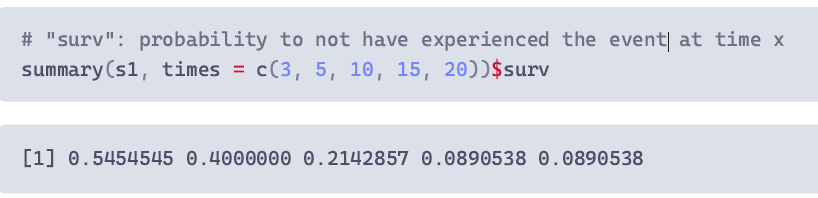 # "surv": probability to not have experienced the event at time x
summary(s1, times = c(3, 5, 10, 15, 20))$surv
[1] 0.5454545 0.4000000 0.2142857 0.0890538 0.0890538